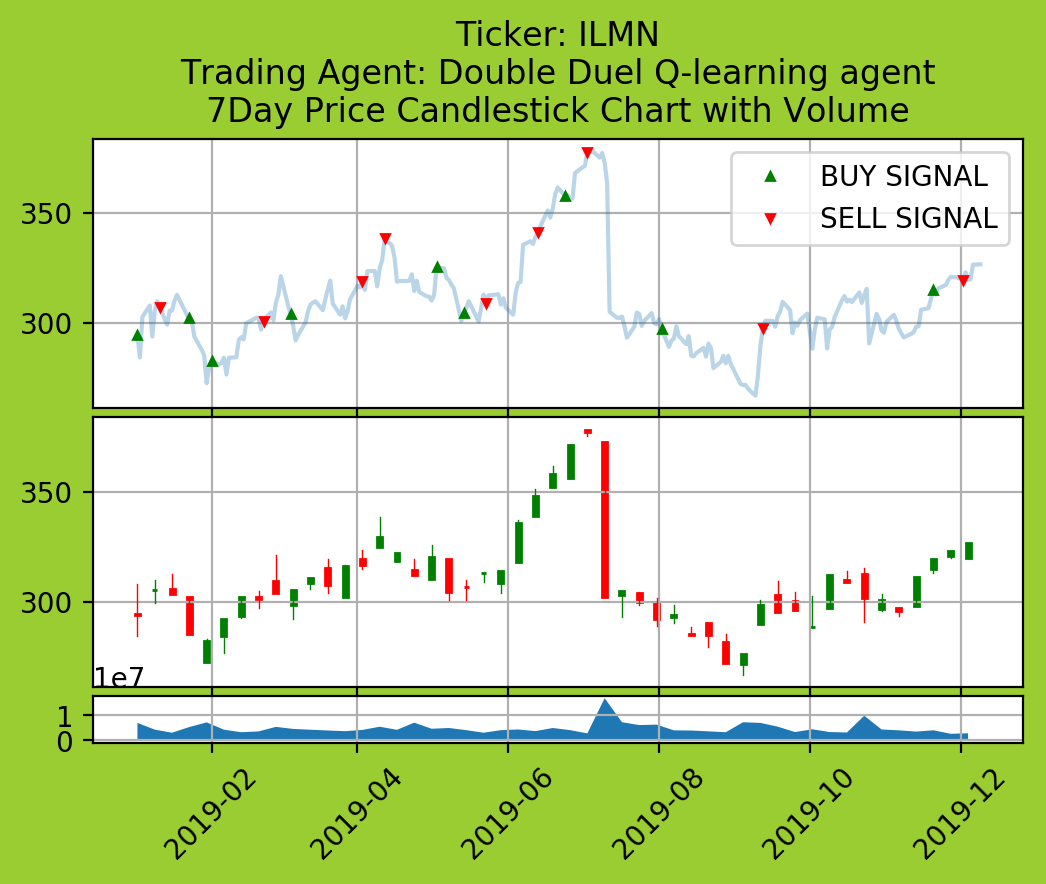 Ticker: ILMN
Trading Agent: Double Duel Q-learning agent
7Day Price Candlestick Chart with Volume
BUY SIGNAL
SELL SIGNAL
350
300
350
300
1e7
1
0
2019-02
2019-04
2019-06
2019-08
2019-10
2019-12